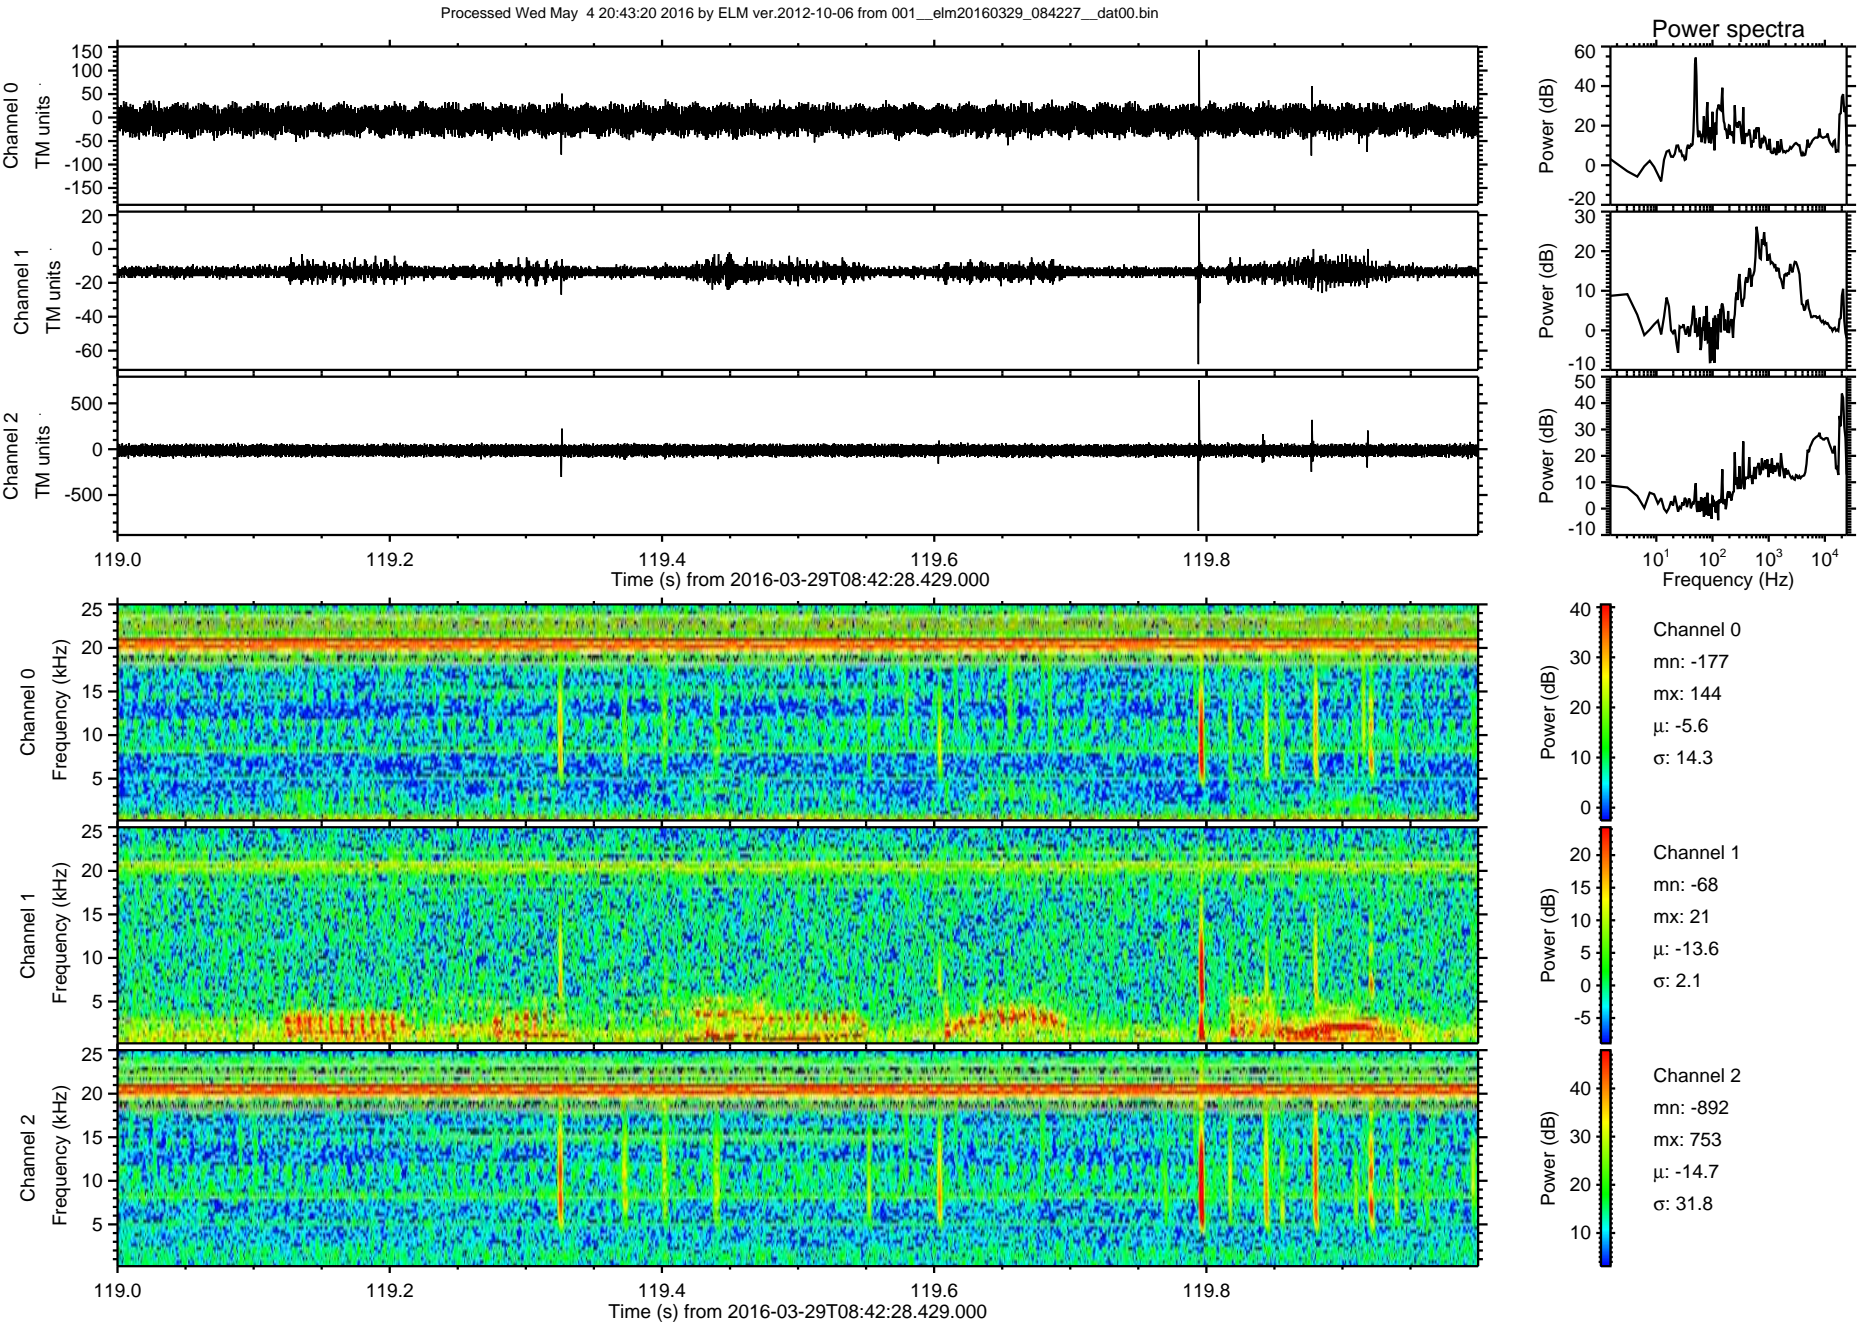 Processed Wed May  4 20:43:20 2016 by ELM ver.2012-10-06 from 001__elm20160329_084227__dat00.bin
Power spectra
Channel 0
TM units
150
100
50
0
-50
-100
-150
Power (dB)
60
40
20
0
-20
Channel 1
TM units
20
0
-20
-40
-60
Power (dB)
30
20
10
0
-10
Channel 2
TM units
500
0
-500
Power (dB)
50
40
30
20
10
0
-10
119.0 119.2 119.4 119.6 119.8
Time (s) from 2016-03-29T08:42:28.429.000
10^1 10^2 10^3 10^4
Frequency (Hz)
Channel 0
Frequency (kHz)
25
20
15
10
5
Power (dB)
40
30
20
10
0
Channel 0
mn: -177
mx: 144
μ: -5.6
σ: 14.3
Channel 1
Frequency (kHz)
25
20
15
10
5
Power (dB)
20
15
10
5
0
-5
Channel 1
mn: -68
mx: 21
μ: -13.6
σ: 2.1
Channel 2
Frequency (kHz)
25
20
15
10
5
Power (dB)
40
30
20
10
Channel 2
mn: -892
mx: 753
μ: -14.7
σ: 31.8
119.0 119.2 119.4 119.6 119.8
Time (s) from 2016-03-29T08:42:28.429.000